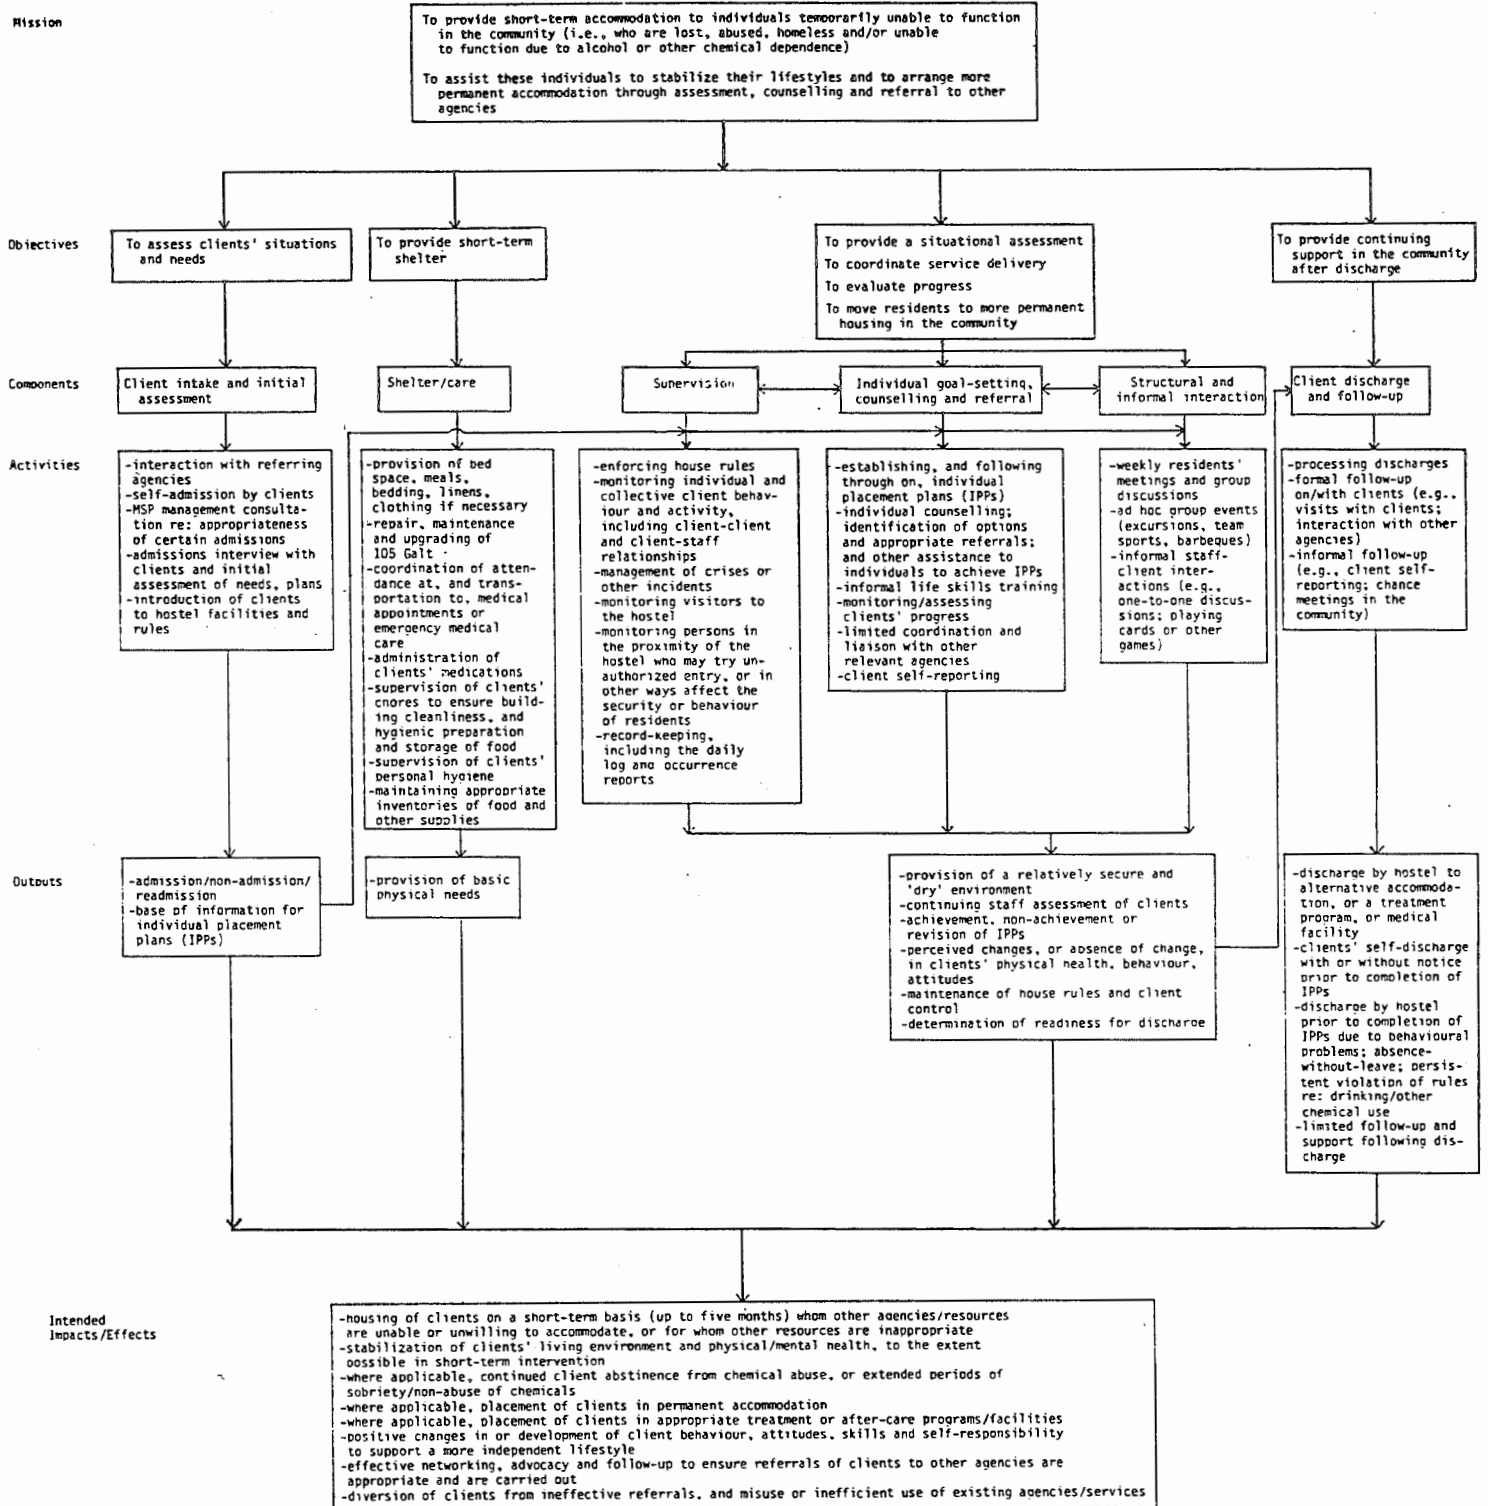 Mission
To provide short-term accommodation to individuals temporarily unable to function
in the community (i.e., who are lost, abused, homeless and/or unable
to function due to alcohol or other chemical dependence)
To assist these individuals to stabilize their lifestyles and to arrange more
permanent accommodation through assessment, counselling and referral to other
agencies
Objectives
To assess clients' situations
and needs
To provide short-term
shelter
To provide a situational assessment
To coordinate service delivery
To evaluate progress
To move residents to more permanent
housing in the community
To provide continuing
support in the community
after discharge
Components
Client intake and initial
assessment
Shelter/care
Supervision
Individual goal-setting,
counselling and referral
Structural and
informal interaction
Client discharge
and follow-up
Activities
-interaction with referring
agencies
-self-admission by clients
-MSP management consulta-
tion re: appropriateness
of certain admissions
-admissions interview with
clients and initial
assessment of needs, plans
-introduction of clients
to hostel facilities and
rules
-provision of bed
space, meals,
bedding, linens,
clothing if necessary
-repair, maintenance
and upgrading of
105 Galt
-coordination of atten-
dance at, and trans-
portation to, medical
appointments or
emergency medical
care
-administration of
clients' medications
-supervision of clients'
chores to ensure build-
ing cleanliness, and
hygienic preparation
and storage of food
-supervision of clients'
personal hygiene
-maintaining appropriate
inventories of food and
other supplies
-enforcing house rules
-monitoring individual and
collective client behav-
iour and activity,
including client-client
and client-staff
relationships
-management of crises or
other incidents
-monitoring visitors to
the hostel
-monitoring persons in
the proximity of the
hostel who may try un-
authorized entry, or in
other ways affect the
security or behaviour
of residents
-record-keeping,
including the daily
log and occurrence
reports
-establishing, and following
through on, individual
placement plans (IPPs)
-individual counselling;
identification of options
and appropriate referrals;
and other assistance to
individuals to achieve IPPs
-informal life skills training
-monitoring/assessing
clients' progress
-limited coordination and
liaison with other
relevant agencies
-client self-reporting
-weekly residents'
meetings and group
discussions
-ad hoc group events
(excursions, team
sports, barbeques)
-informal staff-
client inter-
actions (e.g.,
one-to-one discus-
sions; playing
cards or other
games)
-processing discharges
-formal follow-up
on/with clients (e.g.,
visits with clients;
interaction with other
agencies)
-informal follow-up
(e.g., client self-
reporting; chance
meetings in the
community)
Outputs
-admission/non-admission/
readmission
-base of information for
individual placement
plans (IPPs)
-provision of basic
physical needs
-provision of a relatively secure and
'dry' environment
-continuing staff assessment of clients
-achievement, non-achievement or
revision of IPPs
-perceived changes, or absence of change,
in clients' physical health, behaviour,
attitudes
-maintenance of house rules and client
control
-determination of readiness for discharge
-discharge by hostel to
alternative accommoda-
tion, or a treatment
program, or medical
facility
-clients' self-discharge
with or without notice
prior to completion of
IPPs
-discharge by hostel
prior to completion of
IPPs due to behavioural
problems; absence-
without-leave; persis-
tent violation of rules
re: drinking/other
chemical use
-limited follow-up and
support following dis-
charge
Intended
Impacts/Effects
-housing of clients on a short-term basis (up to five months) whom other agencies/resources
are unable or unwilling to accommodate, or for whom other resources are inappropriate
-stabilization of clients' living environment and physical/mental health, to the extent
possible in short-term intervention
-where applicable, continued client abstinence from chemical abuse, or extended periods of
sobriety/non-abuse of chemicals
-where applicable, placement of clients in permanent accommodation
-where applicable, placement of clients in appropriate treatment or after-care programs/facilities
-positive changes in or development of client behaviour, attitudes, skills and self-responsibility
to support a more independent lifestyle
-effective networking, advocacy and follow-up to ensure referrals of clients to other agencies are
appropriate and are carried out
-diversion of clients from ineffective referrals, and misuse or inefficient use of existing agencies/services